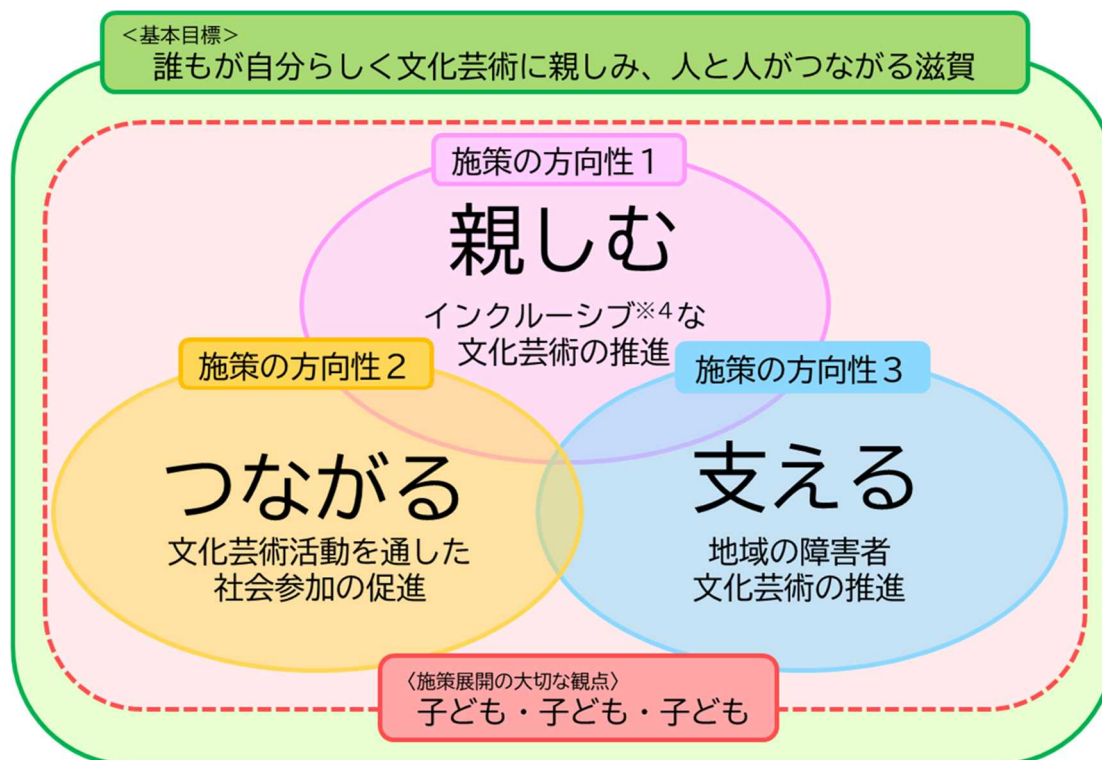 <基本目標>
誰もが自分らしく文化芸術に親しみ、人と人がつながる滋賀
施策の方向性1
親しむ
インクルーシブ※4な
文化芸術の推進
施策の方向性2
つながる
文化芸術活動を通した
社会参加の促進
施策の方向性3
支える
地域の障害者
文化芸術の推進
〈施策展開の大切な観点〉
子ども・子ども・子ども